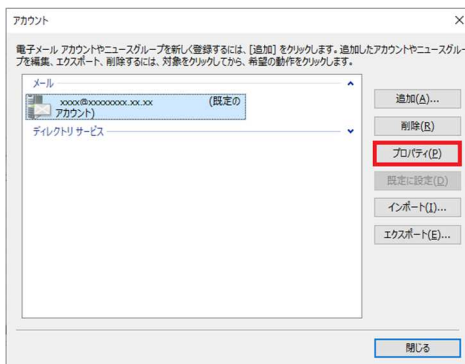 アカウント
電子メール アカウントやニュースグループを新しく登録するには、[追加] をクリックします。追加したアカウントやニュースグルー
プを編集、エクスポート、削除するには、対象をクリックしてから、希望の動作をクリックします。
メール
xxxx@xxxxxxxx.xx.xx (既定の
アカウント)
ディレクトリ サービス
追加(A)...
削除(R)
プロパティ(P)
既定に設定(D)
インポート(I)...
エクスポート(E)...
閉じる